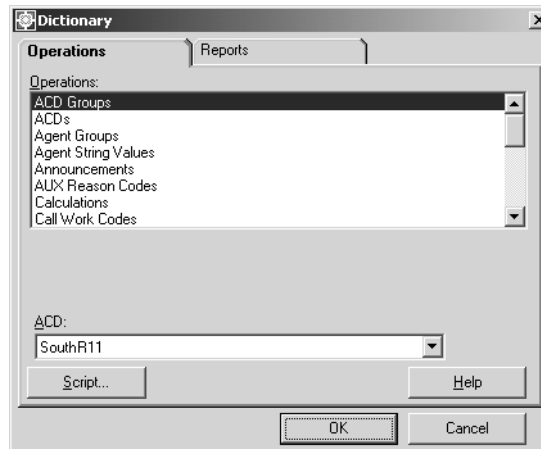 Dictionary
Operations
Reports
Operations:
ACD Groups
ACDs
Agent Groups
Agent String Values
Announcements
AUX Reason Codes
Calculations
Call Work Codes
ACD:
SouthR11
Script...
Help
OK
Cancel